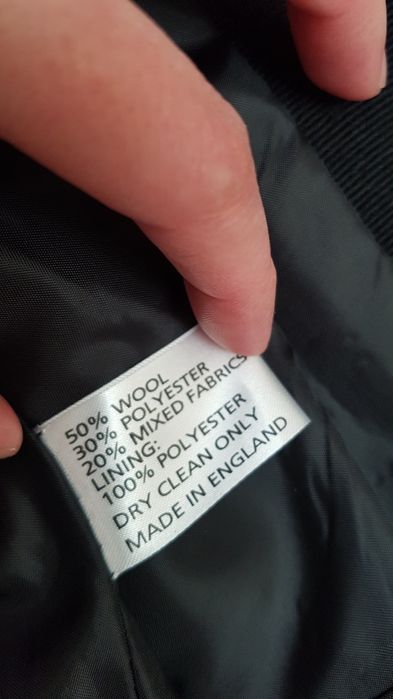 50% WOOL
30% POLYESTER
20% MIXED FABRICS
LINING:
100% POLYESTER
DRY CLEAN ONLY
MADE IN ENGLAND